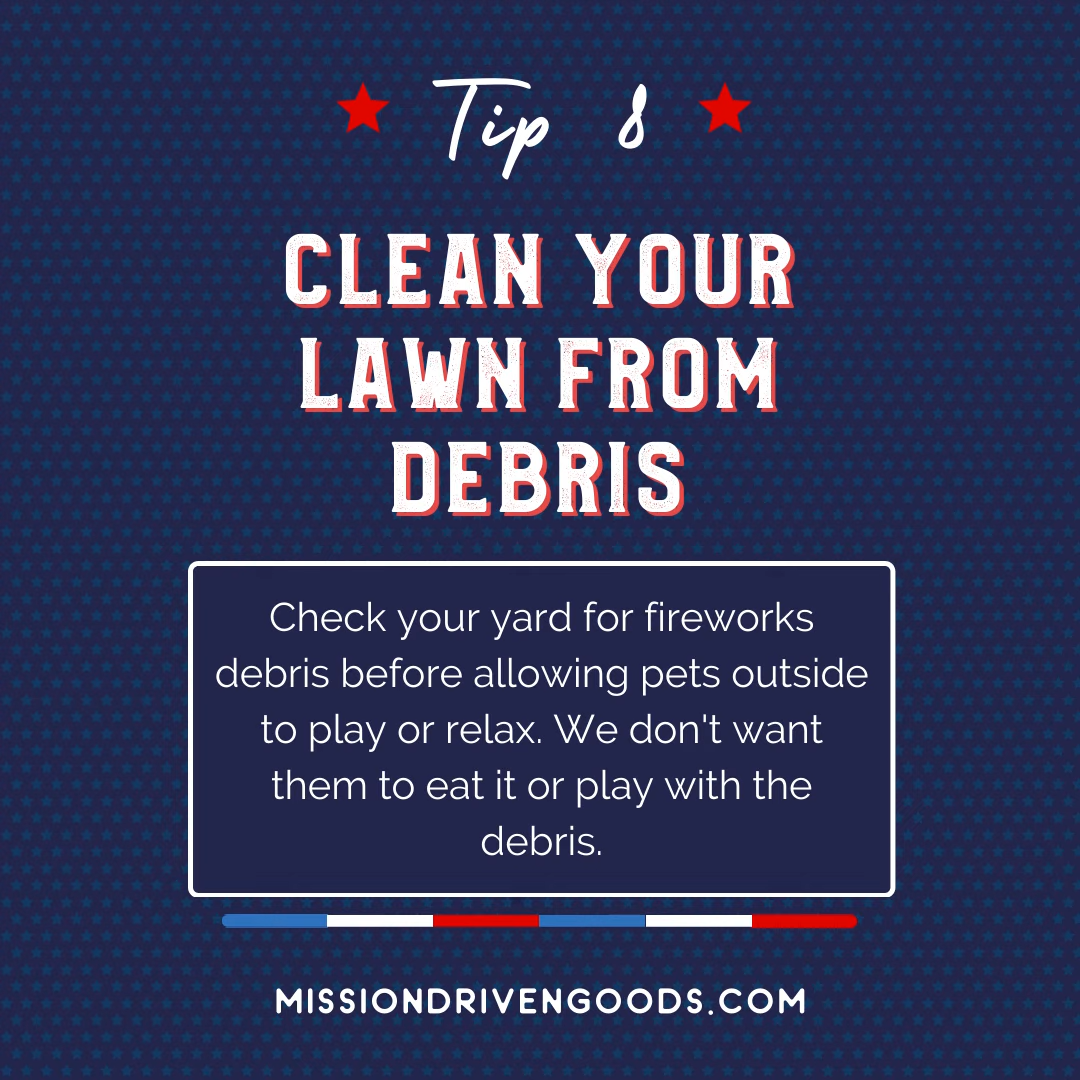 Tip 8
CLEAN YOUR
LAWN FROM
DEBRIS
Check your yard for fireworks
debris before allowing pets outside
to play or relax. We don't want
them to eat it or play with the
debris.
MISSIONDRIVENGOODS.COM